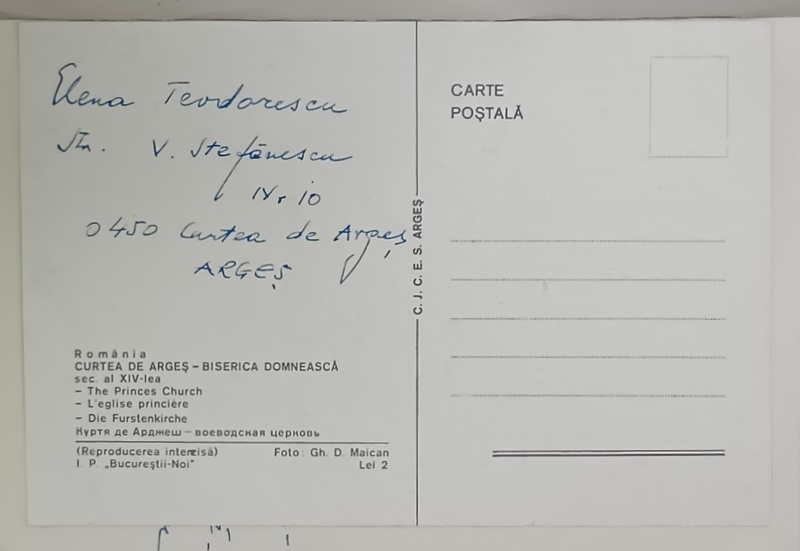 Elena Teodorescu
Str. V. Ștefănescu
Nr 10
0450 Curtea de Argeș
ARGEȘ
România
CURTEA DE ARGEȘ – BISERICA DOMNEASCĂ
sec. al XIV-lea
– The Princes Church
– L'eglise princière
– Die Furstenkirche
Куртя де Арджеш – воеводская церковь
(Reproducerea interzisă) Foto: Gh. D. Maican
I. P. „Bucureștii-Noi” Lei 2
C. J. C. E. S. ARGEȘ
CARTE
POȘTALĂ